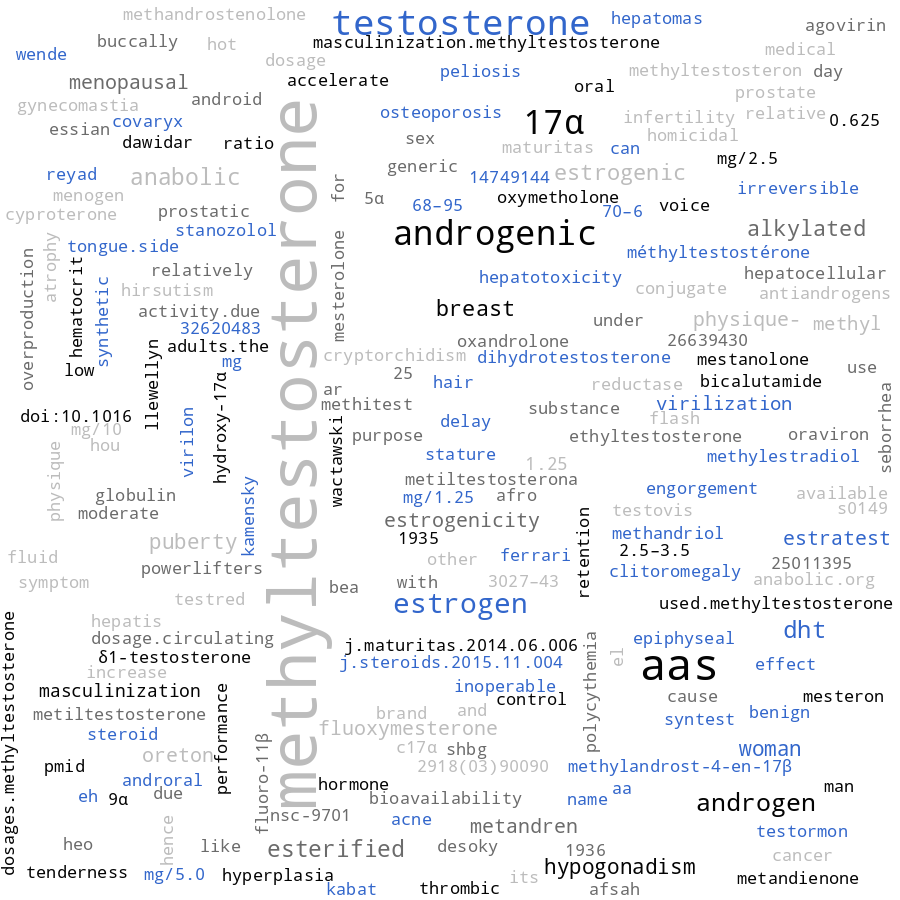 methandrostenolone
testosterone
hepatomas
agovirin
wende
buccally
hot
masculinization.methyltestosterone
medical
dosage
menopausal
accelerate
peliosis
methyltestosteron
day
oral
prostate
gynecomastia
android
osteoporosis
17α
infertility
relative
0.625
essian
covaryx
homicidal
dawidar
ratio
sex
maturitas
can
mg/2.5
generic
estrogenic
reyad
anabolic
14749144
irreversible
menogen
for
5α
oxymetholone
voice
cyproterone
prostatic
68–95
70–6
stanozolol
androgenic
alkylated
tongue.side
méthyltestostérone
atrophy
relatively
hepatotoxicity
hepatocellular
overproduction
hematocrit
synthetic
hirsutism
mesterolone
conjugate
antiandrogens
activity.due
breast
32620483
under
physique-
methyl
adults.the
oxandrolone
26639430
mg
cryptorchidism
dihydrotestosterone
mestanolone
low
llewellyn
25
hair
reductase
bicalutamide
use
hydroxy-17α
ar
methyltestosterone
methitest
substance
virilization
doi:10.1016
flash
seborrhea
mg/10
virilon
delay
hou
wactawski
purpose
ethyltestosterone
oraviron
physique
stature
1.25
methylestradiol
metiltestosterona
globulin
mg/1.25
afro
engorgement
available
moderate
kamensky
estrogenicity
testovis
s0149
1935
methandriol
estratest
puberty
retention
2.5–3.5
fluid
other
ferrari
25011395
powerlifters
clitoromegaly
anabolic.org
symptom
bea
with
3027–43
testred
estrogen
used.methyltestosterone
hepatis
dht
dosage.circulating
j.maturitas.2014.06.006
epiphyseal
δ1-testosterone
j.steroids.2015.11.004
el
aas
effect
increase
inoperable
masculinization
control
polycythemia
cause
mesteron
dosages.methyltestosterone
metiltestosterone
performance
brand
and
syntest
benign
steroid
fluoxymesterone
oreton
c17α
shbg
woman
pmid
2918(03)90090
methylandrost-4-en-17β
androral
fluoro-11β
hormone
aa
man
eh
9α
due
bioavailability
name
androgen
nsc-9701
acne
metandren
testormon
heo
hence
like
esterified
desoky
1936
cancer
tenderness
mg/5.0
hyperplasia
its
hypogonadism
metandienone
kabat
thrombic
afsah